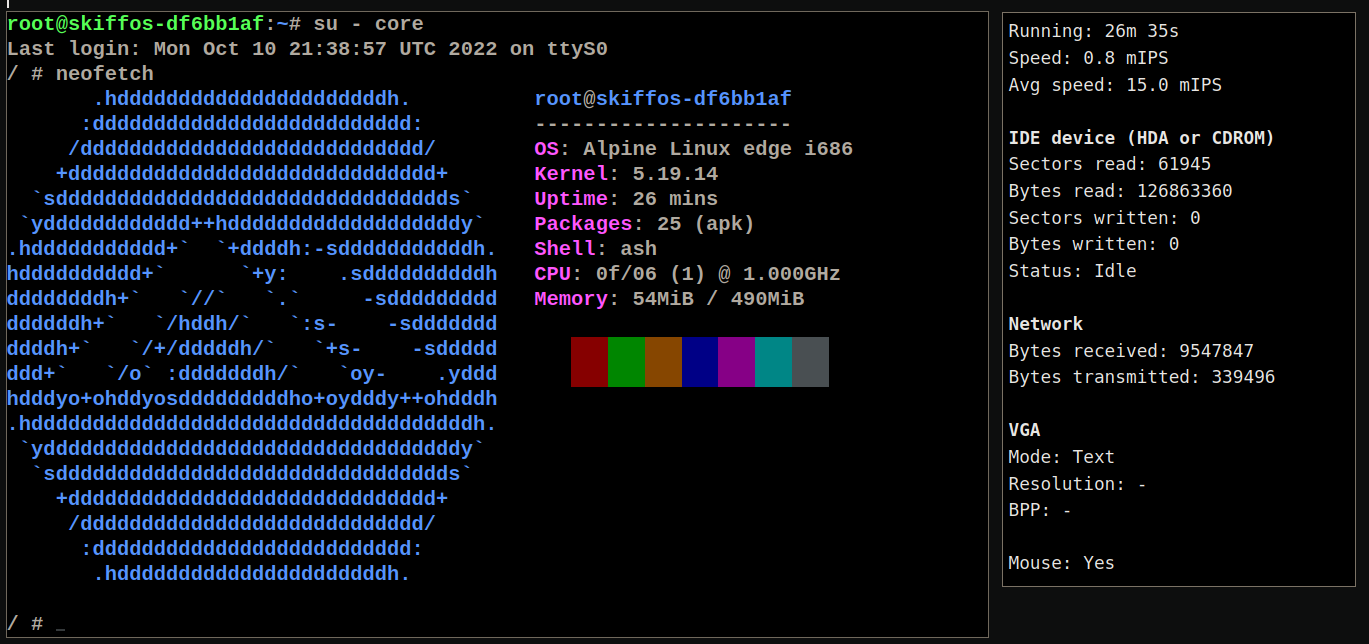 root@skiffos-df6bb1af:~# su - core
Last login: Mon Oct 10 21:38:57 UTC 2022 on ttyS0
/ # neofetch
       .hddddddddddddddddddddddh.          root@skiffos-df6bb1af
      :dddddddddddddddddddddddddd:         ---------------------
     /dddddddddddddddddddddddddddd/        OS: Alpine Linux edge i686
    +dddddddddddddddddddddddddddddd+       Kernel: 5.19.14
  `sdddddddddddddddddddddddddddddddds`     Uptime: 26 mins
 `ydddddddddddd++hdddddddddddddddddddy`    Packages: 25 (apk)
.hddddddddddd+`  `+ddddh:-sdddddddddddh.   Shell: ash
hdddddddddd+`      `+y:    .sddddddddddh   CPU: 0f/06 (1) @ 1.000GHz
ddddddddh+`   `//`   `.`     -sddddddddd   Memory: 54MiB / 490MiB
ddddddh+`   `/hddh/`   `:s-    -sddddddd
ddddh+`   `/+/dddddh/`   `+s-    -sddddd
ddd+`   `/o` :dddddddh/`   `oy-    .yddd
hdddyo+ohddyosdddddddddho+oydddy++ohdddh
.hddddddddddddddddddddddddddddddddddddh.
 `yddddddddddddddddddddddddddddddddddy`
  `sdddddddddddddddddddddddddddddddds`
    +dddddddddddddddddddddddddddddd+
     /dddddddddddddddddddddddddddd/
      :dddddddddddddddddddddddddd:
       .hddddddddddddddddddddddh.
/ # _
Running: 26m 35s
Speed: 0.8 mIPS
Avg speed: 15.0 mIPS
IDE device (HDA or CDROM)
Sectors read: 61945
Bytes read: 126863360
Sectors written: 0
Bytes written: 0
Status: Idle
Network
Bytes received: 9547847
Bytes transmitted: 339496
VGA
Mode: Text
Resolution: -
BPP: -
Mouse: Yes